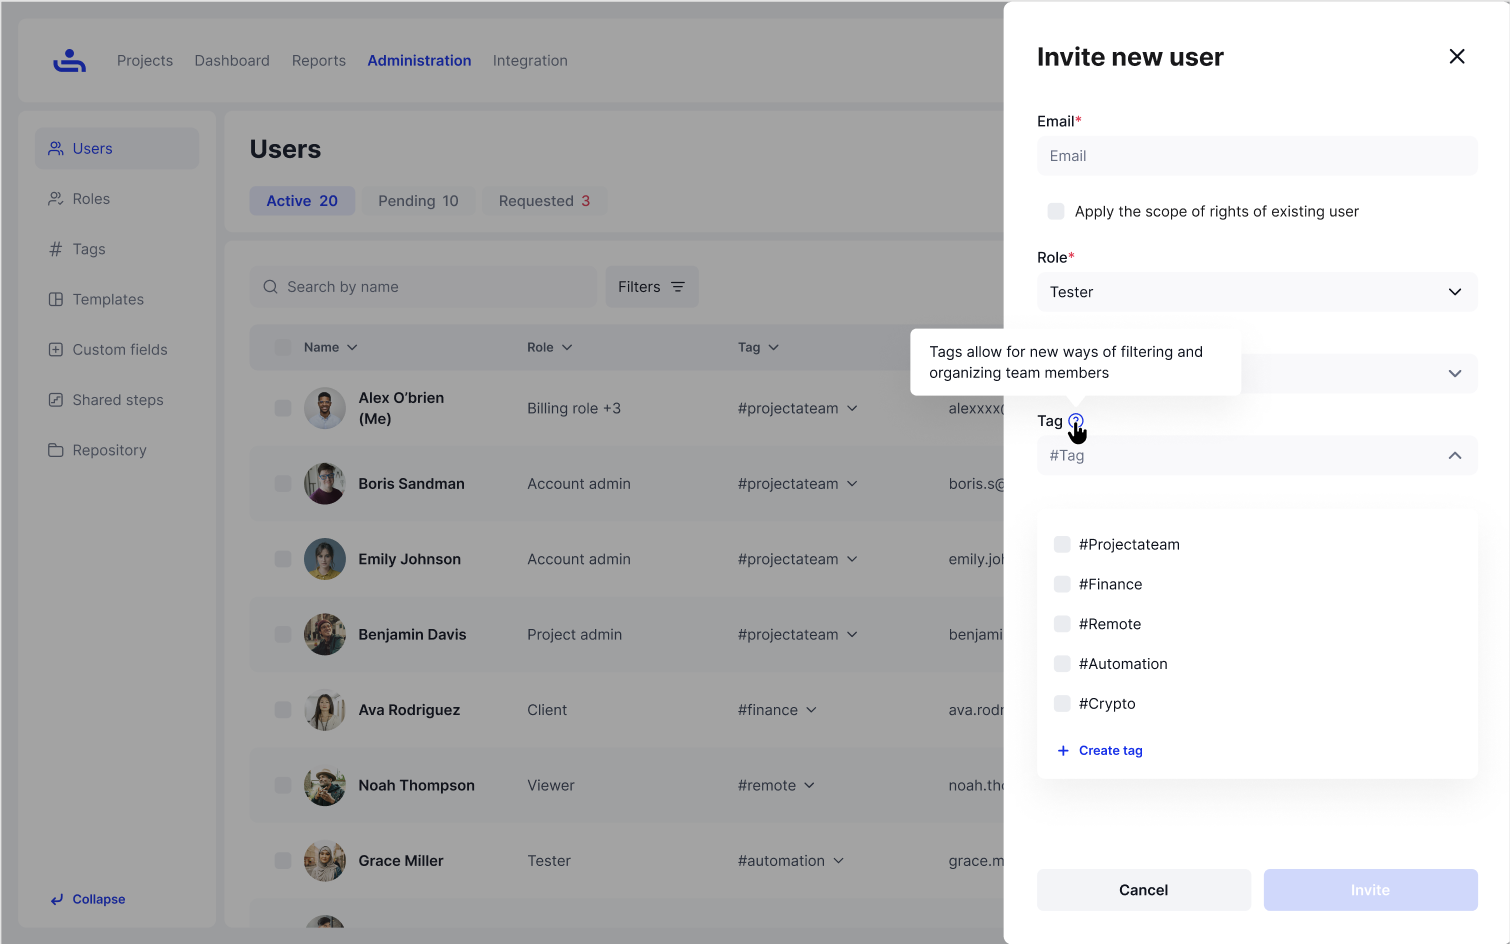 Projects Dashboard Reports Administration Integration
Users
Roles
Tags
Templates
Custom fields
Shared steps
Repository
Collapse
Users
Active 20 Pending 10 Requested 3
Search by name Filters
Name Role Tag
Alex O’brien
(Me)
Billing role +3 #projectateam alexxxx
Boris Sandman Account admin #projectateam boris.s@
Emily Johnson Account admin #projectateam emily.joh
Benjamin Davis Project admin #projectateam benjami
Ava Rodriguez Client #finance ava.rodr
Noah Thompson Viewer #remote noah.th
Grace Miller Tester #automation grace.m
Invite new user
Email*
Email
Apply the scope of rights of existing user
Role*
Tester
Tags allow for new ways of filtering and
organizing team members
Tag
#Tag
#Projectateam
#Finance
#Remote
#Automation
#Crypto
+ Create tag
Cancel Invite